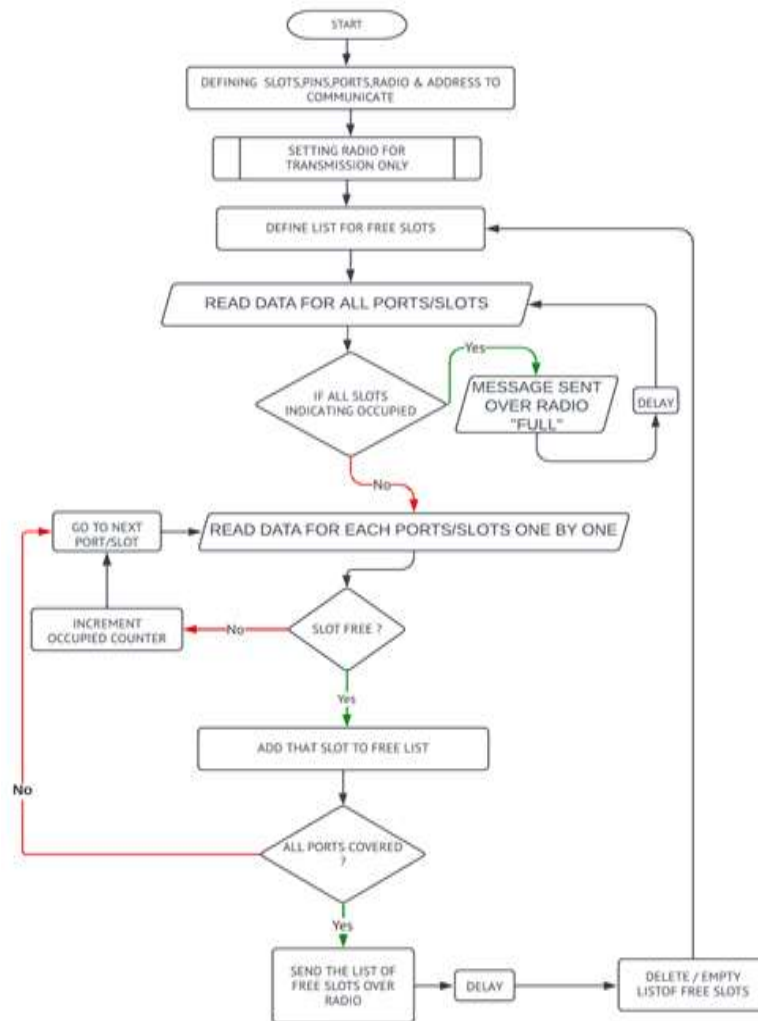 START
DEFINING SLOTS,PINS,PORTS,RADIO & ADDRESS TO
COMMUNICATE
SETTING RADIO FOR
TRANSMISSION ONLY
DEFINE LIST FOR FREE SLOTS
READ DATA FOR ALL PORTS/SLOTS
Yes
IF ALL SLOTS
INDICATING OCCUPIED
MESSAGE SENT
OVER RADIO
"FULL"
DELAY
No
GO TO NEXT
PORT/SLOT
READ DATA FOR EACH PORTS/SLOTS ONE BY ONE
INCREMENT
OCCUPIED COUNTER
No
SLOT FREE ?
Yes
ADD THAT SLOT TO FREE LIST
No
ALL PORTS COVERED
?
Yes
SEND THE LIST OF
FREE SLOTS OVER
RADIO
DELAY
DELETE / EMPTY
LISTOF FREE SLOTS